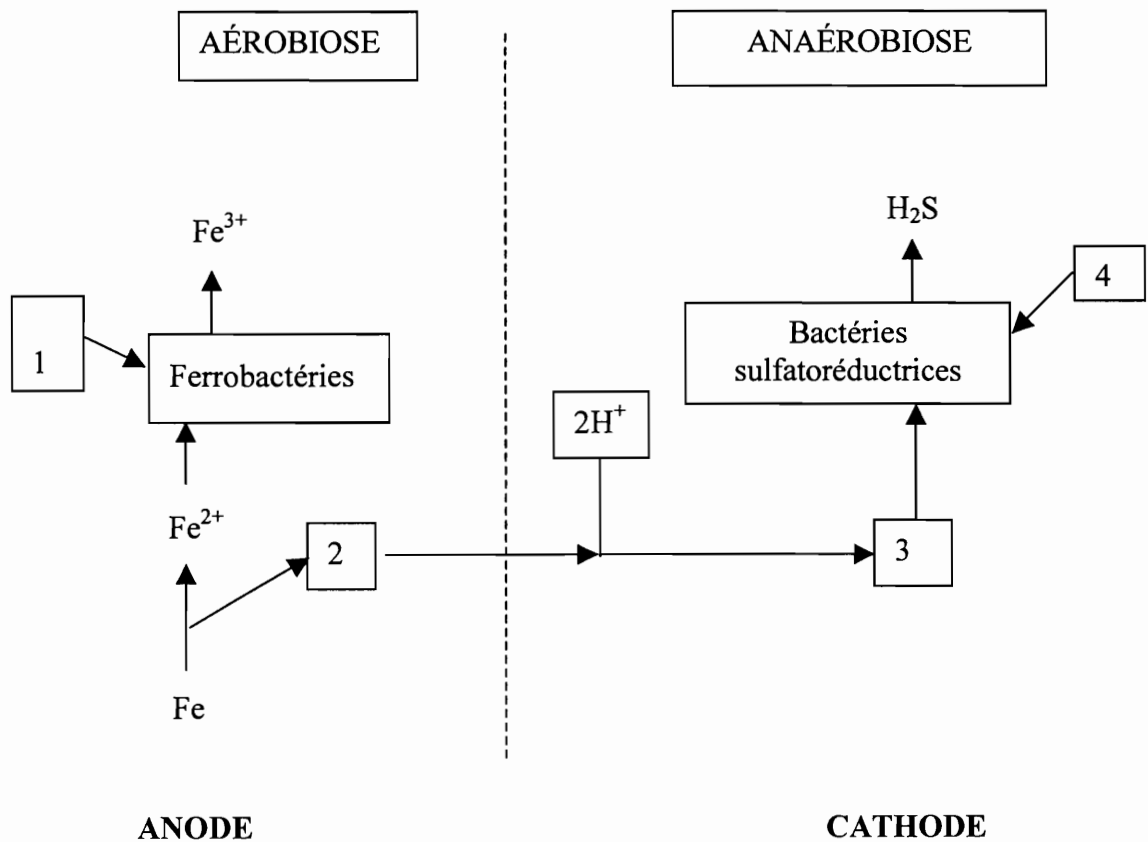 AÉROBIOSE
ANAÉROBIOSE
Fe³⁺
H₂S
1
4
Ferrobactéries
Bactéries
sulfatoréductrices
2H⁺
Fe²⁺
2
3
Fe
ANODE
CATHODE